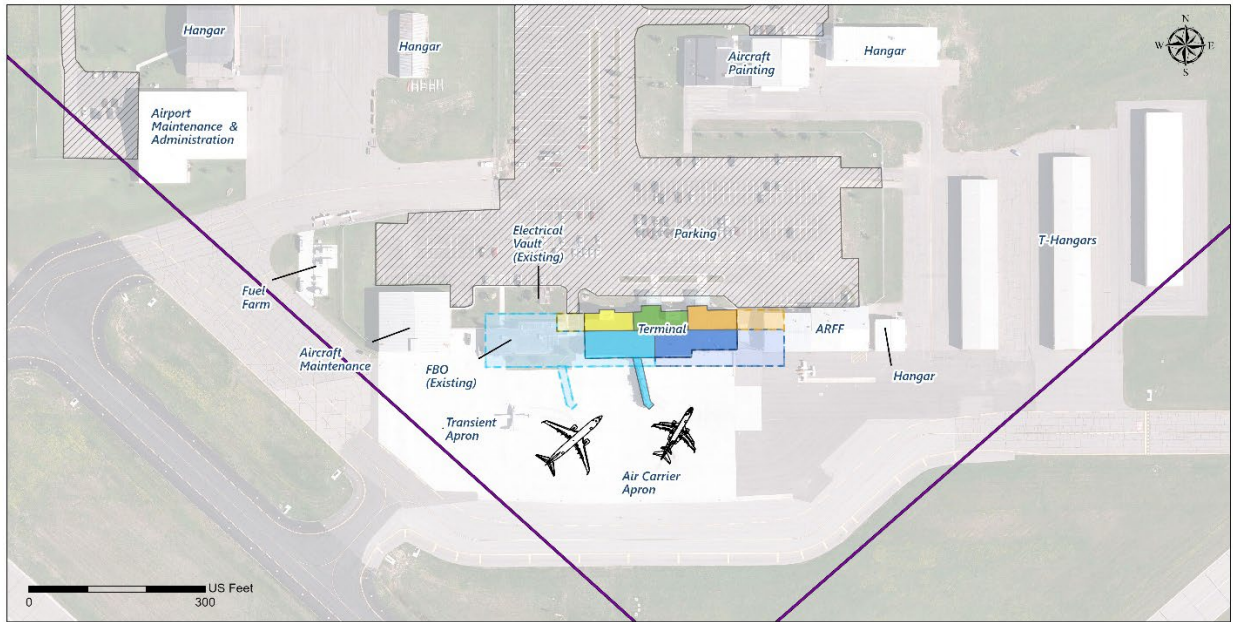 Hangar
Hangar
Aircraft
Painting
Hangar
N
W
E
S
Airport
Maintenance &
Administration
Electrical
Vault
(Existing)
Parking
T-Hangars
Fuel
Farm
Terminal
ARFF
Aircraft
Maintenance
FBO
(Existing)
Hangar
Transient
Apron
Air Carrier
Apron
US Feet
0
300